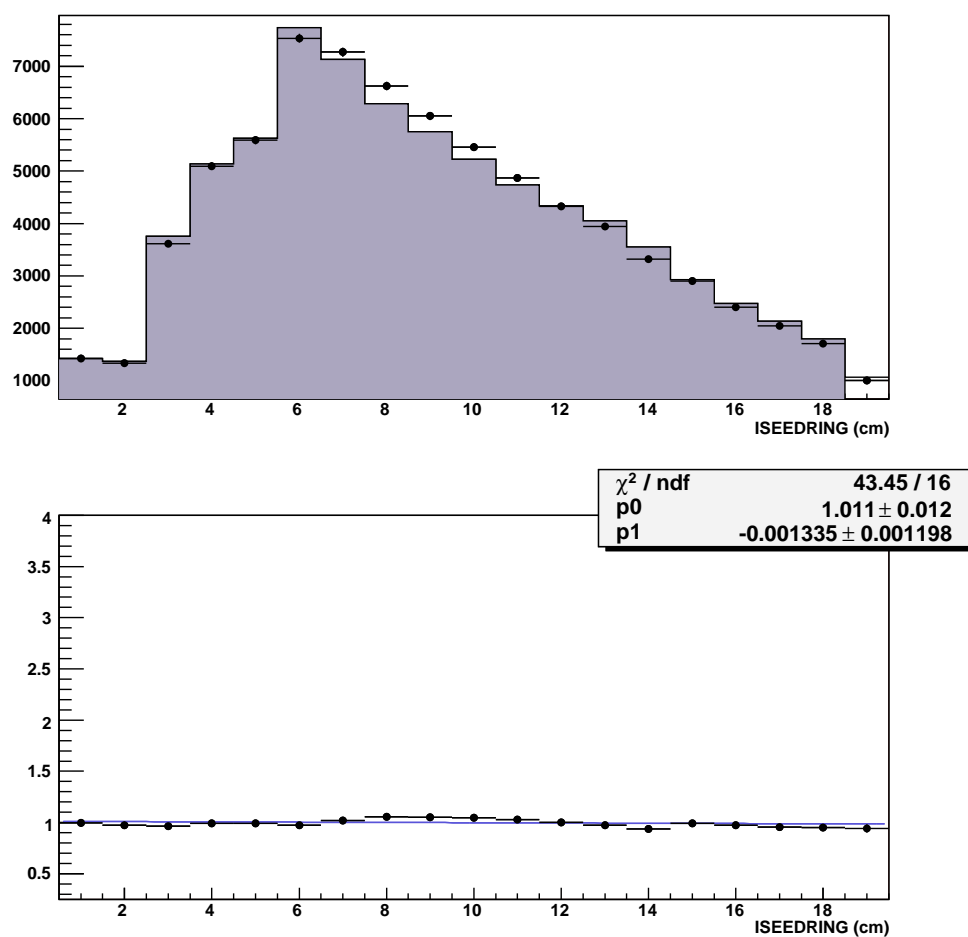 7000
6000
5000
4000
3000
2000
1000
2 4 6 8 10 12 14 16 18
ISEEDRING (cm)
χ² / ndf 43.45 / 16
p0 1.011 ± 0.012
p1 -0.001335 ± 0.001198
4
3.5
3
2.5
2
1.5
1
0.5
2 4 6 8 10 12 14 16 18
ISEEDRING (cm)